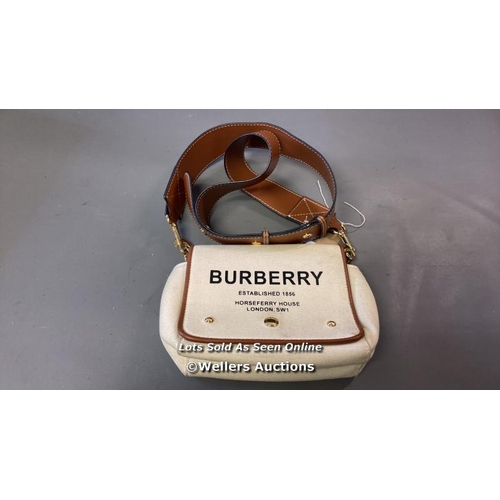 BURBERRY
ESTABLISHED 1856
HORSEFERRY HOUSE
LONDON, SW1
Lots Sold As Seen Online
©Wellers Auctions